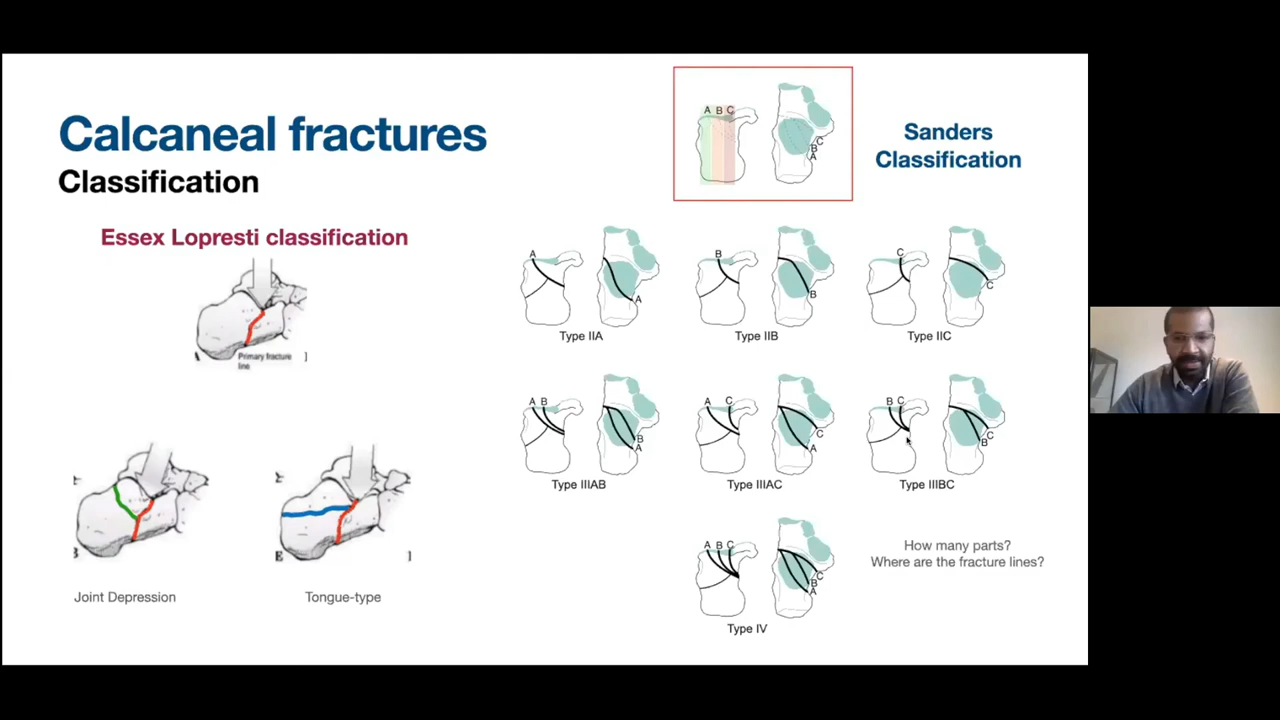 Calcaneal fractures
Classification
Essex Lopresti classification
Primary fracture
line
Joint Depression
Tongue-type
A B C
C
B
A
Sanders
Classification
A
A
Type IIA
B
B
Type IIB
C
C
Type IIC
A B
B
A
Type IIIAB
A C
C
A
Type IIIAC
B C
C
B
Type IIIBC
A B C
C
B
A
Type IV
How many parts?
Where are the fracture lines?